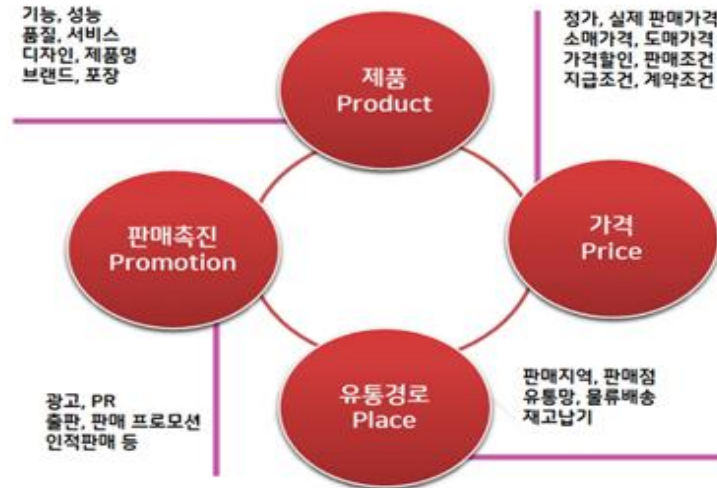 기능, 성능
품질, 서비스
디자인, 제품명
브랜드, 포장
정가, 실제 판매가격
소매가격, 도매가격
가격할인, 판매조건
지급조건, 계약조건
제품
Product
판매촉진
Promotion
가격
Price
유통경로
Place
광고, PR
출판, 판매 프로모션
인적판매 등
판매지역, 판매점
유통망, 물류배송
재고납기